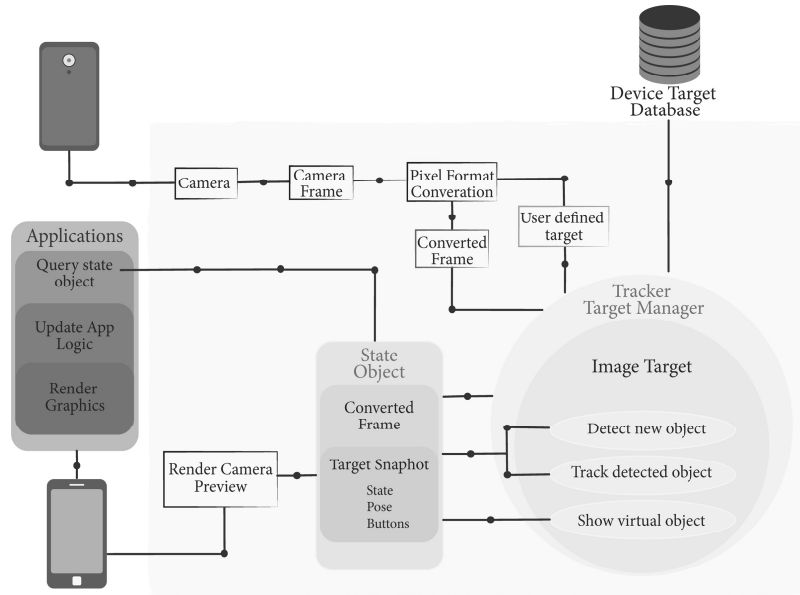 Device Target
Database
Camera
Camera
Frame
Pixel Format
Converation
User defined
target
Converted
Frame
Applications
Query state
object
Update App
Logic
Render
Graphics
Tracker
Target Manager
Image Target
Detect new object
Track detected object
Show virtual object
State
Object
Converted
Frame
Target Snaphot
State
Pose
Buttons
Render Camera
Preview